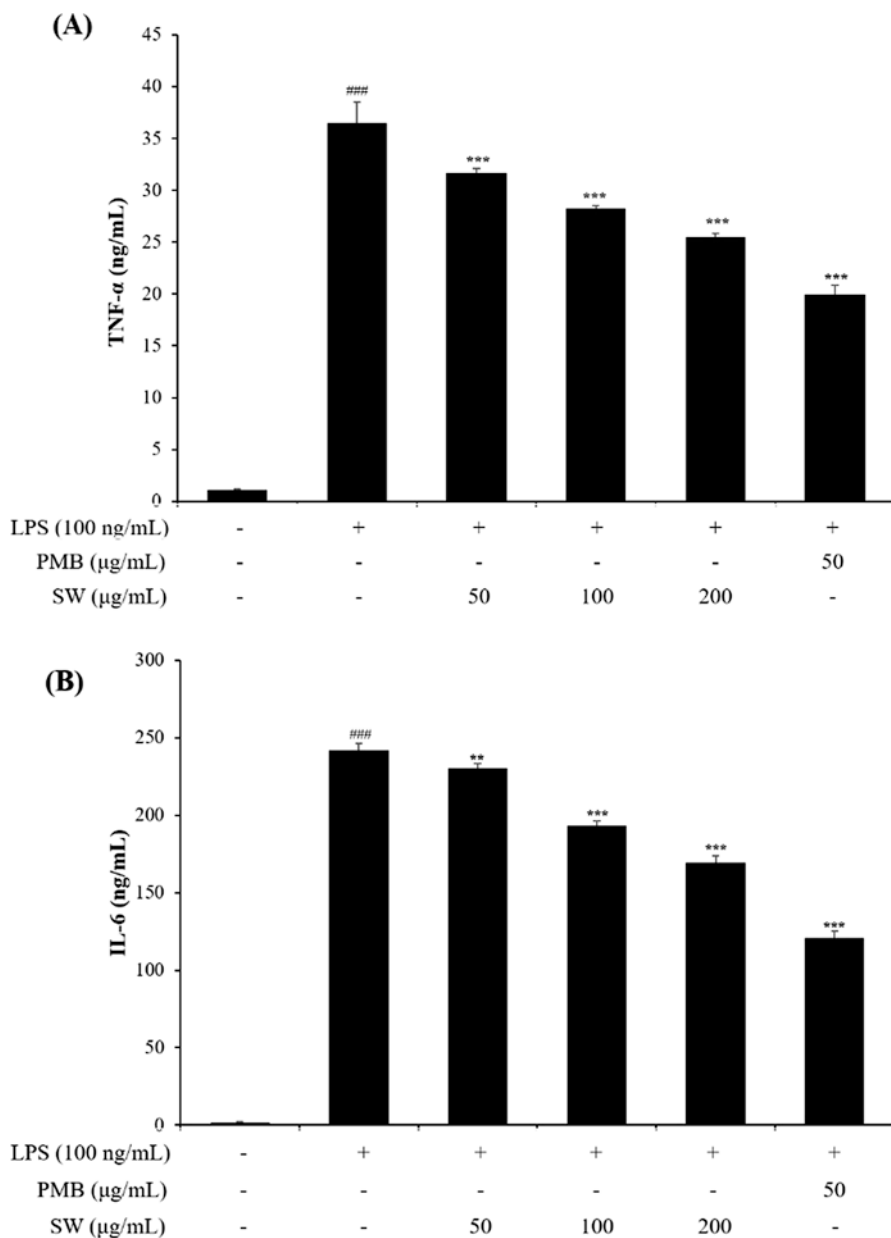 (A)
45
40
35
30
25
20
15
10
5
0
TNF-α (ng/mL)
###
***
***
***
***
LPS (100 ng/mL) - + + + + +
PMB (µg/mL) - - - - - 50
SW (µg/mL) - - 50 100 200 -
(B)
300
250
200
150
100
50
0
IL-6 (ng/mL)
###
**
***
***
***
LPS (100 ng/mL) - + + + + +
PMB (µg/mL) - - - - - 50
SW (µg/mL) - - 50 100 200 -